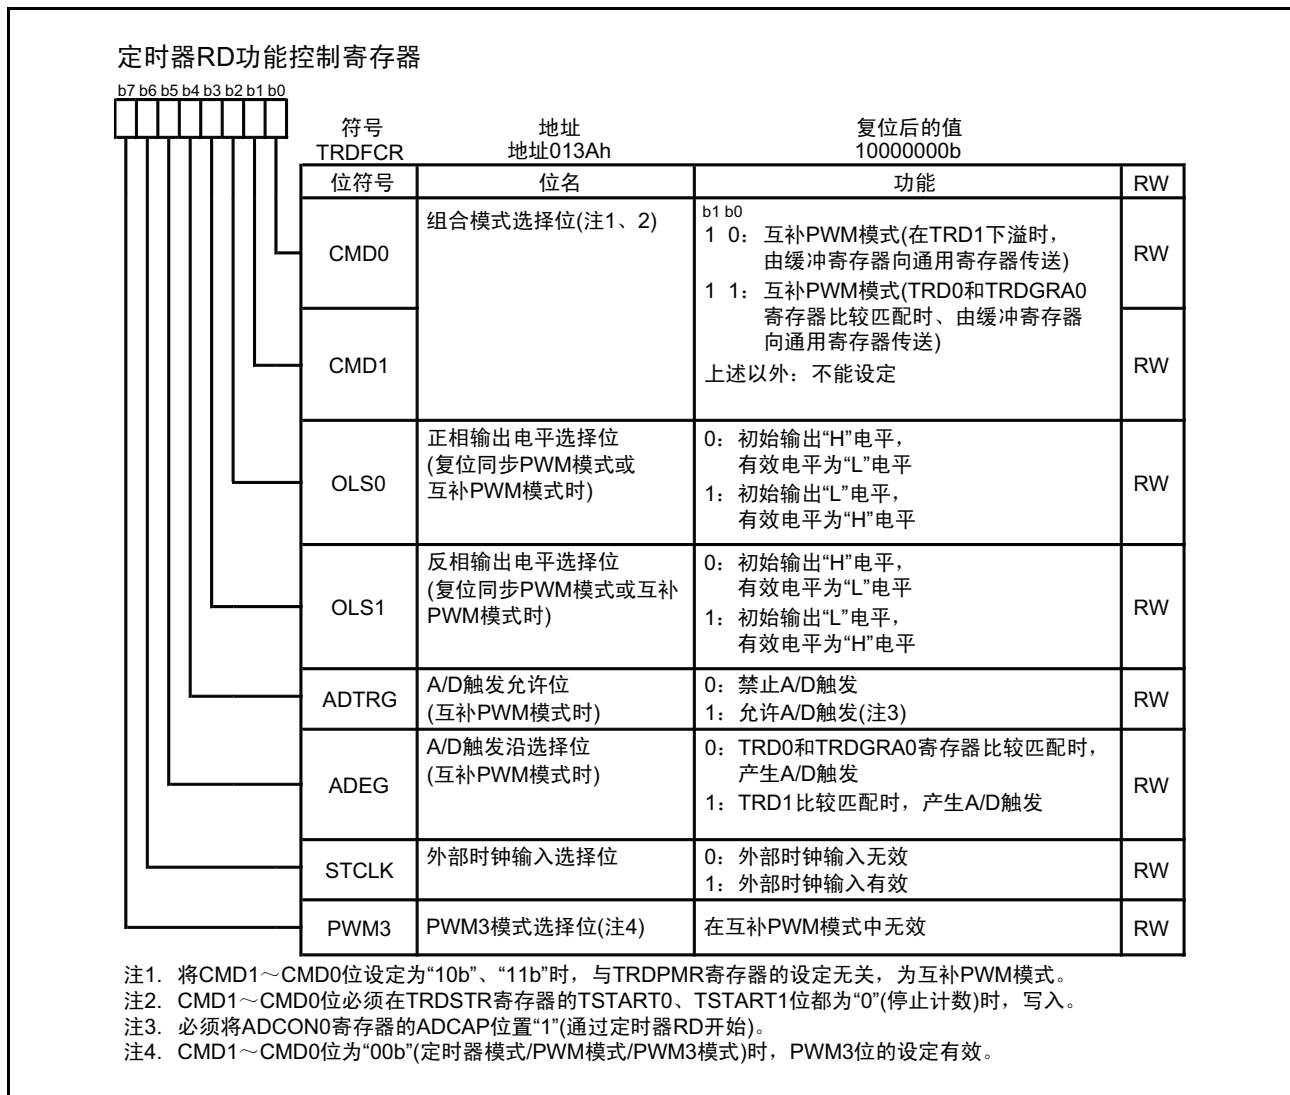 定时器RD功能控制寄存器
b7 b6 b5 b4 b3 b2 b1 b0
符号 地址 复位后的值
TRDFCR 地址013Ah 10000000b
位符号 位名 功能 RW
CMD0
组合模式选择位(注1、2)
b1 b0
1 0：互补PWM模式(在TRD1下溢时，
由缓冲寄存器向通用寄存器传送)
RW
1 1：互补PWM模式(TRD0和TRDGRA0
寄存器比较匹配时、由缓冲寄存器
向通用寄存器传送)
CMD1
上述以外：不能设定
RW
OLS0
正相输出电平选择位
(复位同步PWM模式或
互补PWM模式时)
0：初始输出“H”电平，
有效电平为“L”电平
1：初始输出“L”电平，
有效电平为“H”电平
RW
OLS1
反相输出电平选择位
(复位同步PWM模式或互补
PWM模式时)
0：初始输出“H”电平，
有效电平为“L”电平
1：初始输出“L”电平，
有效电平为“H”电平
RW
ADTRG
A/D触发允许位
(互补PWM模式时)
0：禁止A/D触发
1：允许A/D触发(注3)
RW
ADEG
A/D触发沿选择位
(互补PWM模式时)
0：TRD0和TRDGRA0寄存器比较匹配时，
产生A/D触发
1：TRD1比较匹配时，产生A/D触发
RW
STCLK
外部时钟输入选择位
0：外部时钟输入无效
1：外部时钟输入有效
RW
PWM3
PWM3模式选择位(注4)
在互补PWM模式中无效
RW
注1. 将CMD1～CMD0位设定为“10b”、“11b”时，与TRDPMR寄存器的设定无关，为互补PWM模式。
注2. CMD1～CMD0位必须在TRDSTR寄存器的TSTART0、TSTART1位都为“0”(停止计数)时，写入。
注3. 必须将ADCON0寄存器的ADCAP位置“1”(通过定时器RD开始)。
注4. CMD1～CMD0位为“00b”(定时器模式/PWM模式/PWM3模式)时，PWM3位的设定有效。